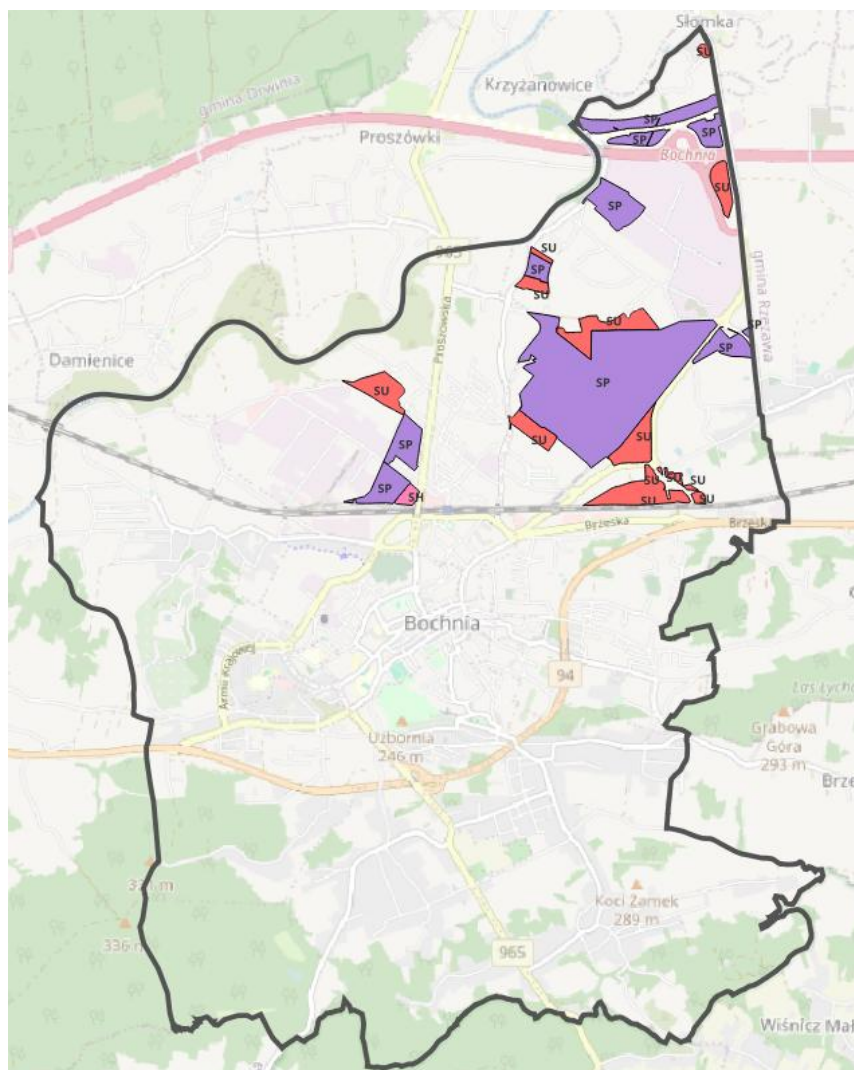 Słomka
SU
Krzyżanowice
gmina Drwinia
SP
Proszówki
SP
SP
Bochnia
SU
SP
965
SU
SP
SU
gmina Rzezawa
Proszowska
SU
SP
SP
Damienice
SP
SU
SU
SU
SP
SU
SU
SU
SP
SH
SU
SU
Brzeska
Brzesk
Bochnia
Armii Krajowej
94
Las Łycho
Uzbornia
246 m
Grabowa
Góra
293 m
Brze
Koci Zamek
289 m
336 m
965
Wiśnicz Mał